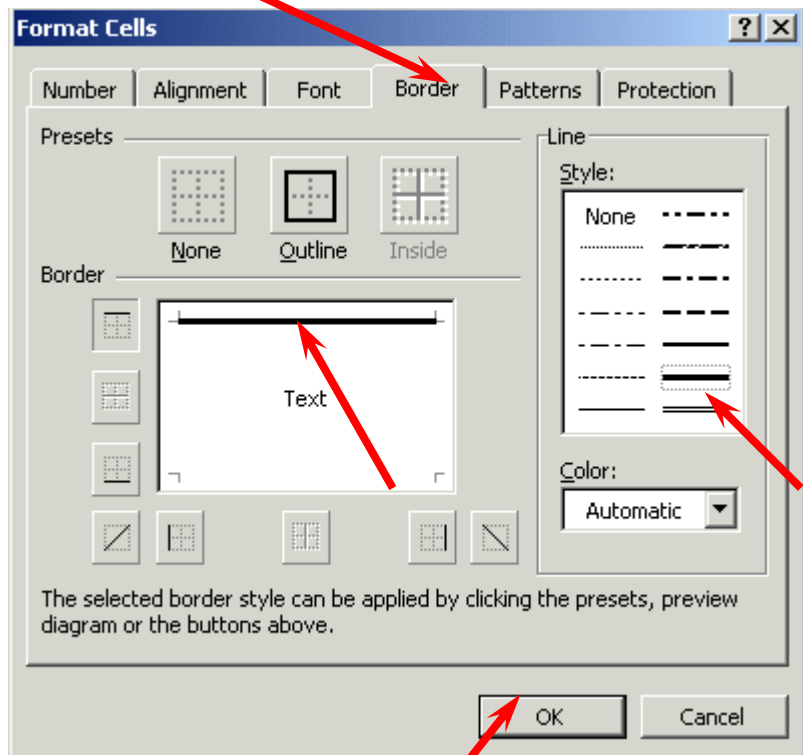 Format Cells
Number Alignment Font Border Patterns Protection
Presets
None Outline Inside
Border
Text
Line
Style:
None
Color:
Automatic
The selected border style can be applied by clicking the presets, preview
diagram or the buttons above.
OK Cancel